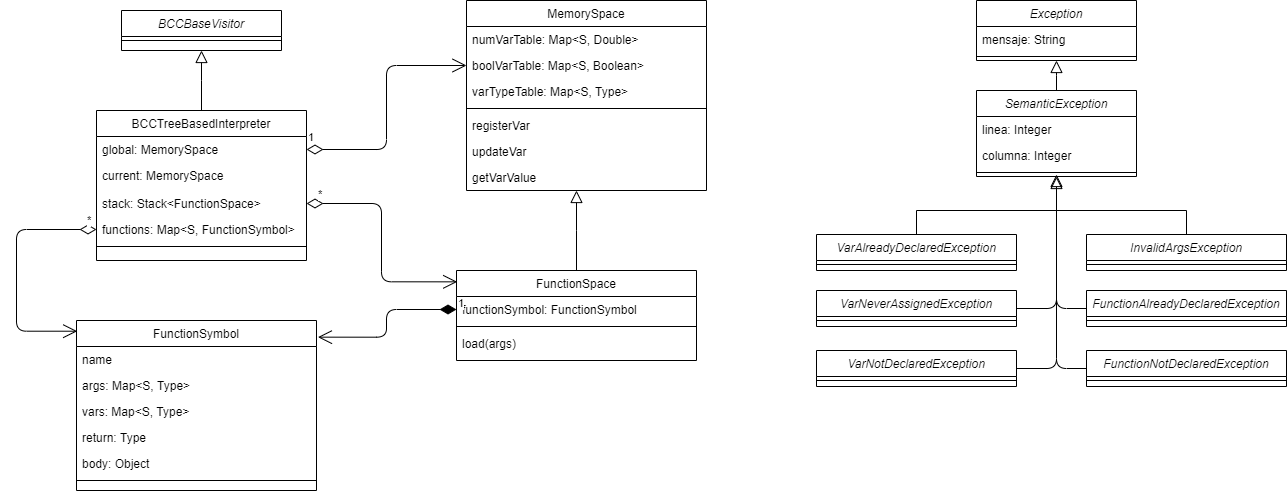 BCCBaseVisitor
BCCTreeBasedInterpreter
global: MemorySpace
current: MemorySpace
stack: Stack<FunctionSpace>
functions: Map<S, FunctionSymbol>
1
*
*
MemorySpace
numVarTable: Map<S, Double>
boolVarTable: Map<S, Boolean>
varTypeTable: Map<S, Type>
registerVar
updateVar
getVarValue
FunctionSpace
1
functionSymbol: FunctionSymbol
load(args)
FunctionSymbol
name
args: Map<S, Type>
vars: Map<S, Type>
return: Type
body: Object
Exception
mensaje: String
SemanticException
linea: Integer
columna: Integer
VarAlreadyDeclaredException
InvalidArgsException
VarNeverAssignedException
FunctionAlreadyDeclaredException
VarNotDeclaredException
FunctionNotDeclaredException